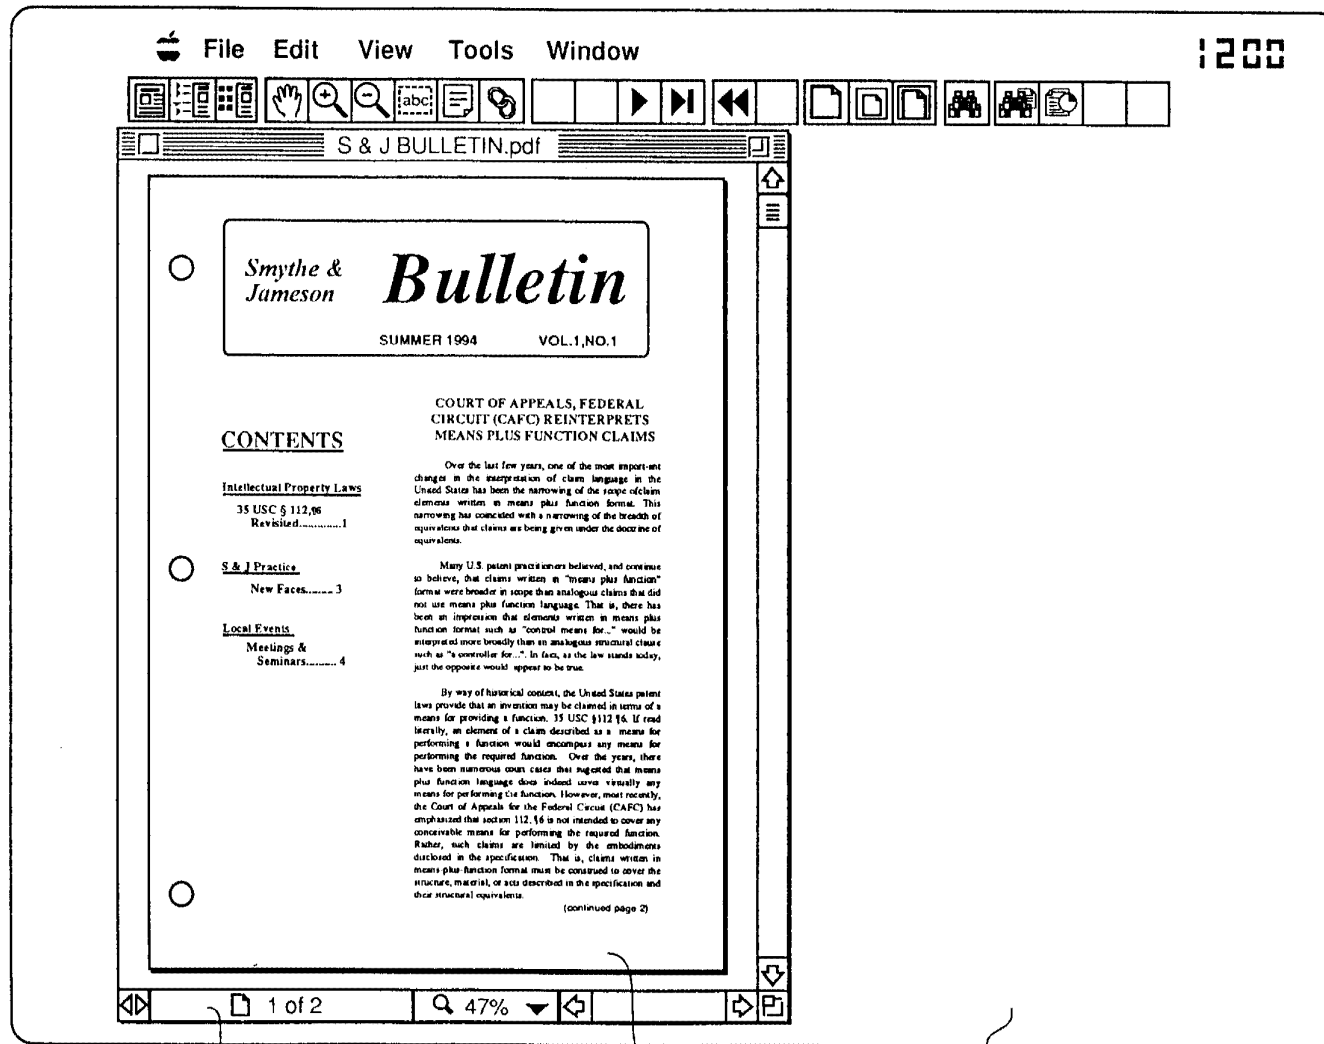 File Edit View Tools Window
1200
abc
S & J BULLETIN.pdf
Smythe &
Jameson
Bulletin
SUMMER 1994 VOL.1,NO.1
CONTENTS
Intellectual Property Laws
35 USC § 112,¶6
Revisited..............1
S & J Practice
New Faces......... 3
Local Events
Meetings &
Seminars.......... 4
COURT OF APPEALS, FEDERAL
CIRCUIT (CAFC) REINTERPRETS
MEANS PLUS FUNCTION CLAIMS
Over the last few years, one of the most import-ant
changes in the interpretation of claim language in the
United States has been the narrowing of the scope ofclaim
elements written in means plus function format. This
narrowing has coincided with a narrowing of the breadth of
equivalents that claims are being given under the doctrine of
equivalents.
Many U.S. patent practitioners believed, and continue
to believe, that claims written in "means plus function"
format were broader in scope than analogous claims that did
not use means plus function language. That is, there has
been an impression that elements written in means plus
function format such as "control means for..." would be
interpreted more broadly than an analogous structural clause
such as "a controller for...". In fact, as the law stands today,
just the opposite would appear to be true.
By way of historical context, the United States patent
laws provide that an invention may be claimed in terms of a
means for providing a function. 35 USC §112 ¶6. If read
literally, an element of a claim described as a means for
performing a function would encompass any means for
performing the required function. Over the years, there
have been numerous court cases that sugested that means
plus function language does indeed cover virtually any
means for performing the function. However, most recently,
the Court of Appeals for the Federal Circuit (CAFC) has
emphasized that section 112, ¶6 is not intended to cover any
conceivable means for performing the required function.
Rather, such claims are limited by the embodiments
disclosed in the specification. That is, claims written in
means-plus-function format must be construed to cover the
structure, material, or acts described in the specification and
their structural equivalents.
(continued page 2)
1 of 2 47%